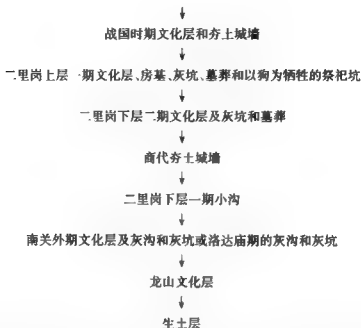 战国时期文化层和夯土城墙
二里岗上层一期文化层、房基、灰坑、墓葬和以狗为牺牲的祭祀坑
二里岗下层二期文化层及灰坑和墓葬
商代夯土城墙
二里岗下层一期小沟
南关外期文化层及灰沟和灰坑或洛达庙期的灰沟和灰坑
龙山文化层
生土层